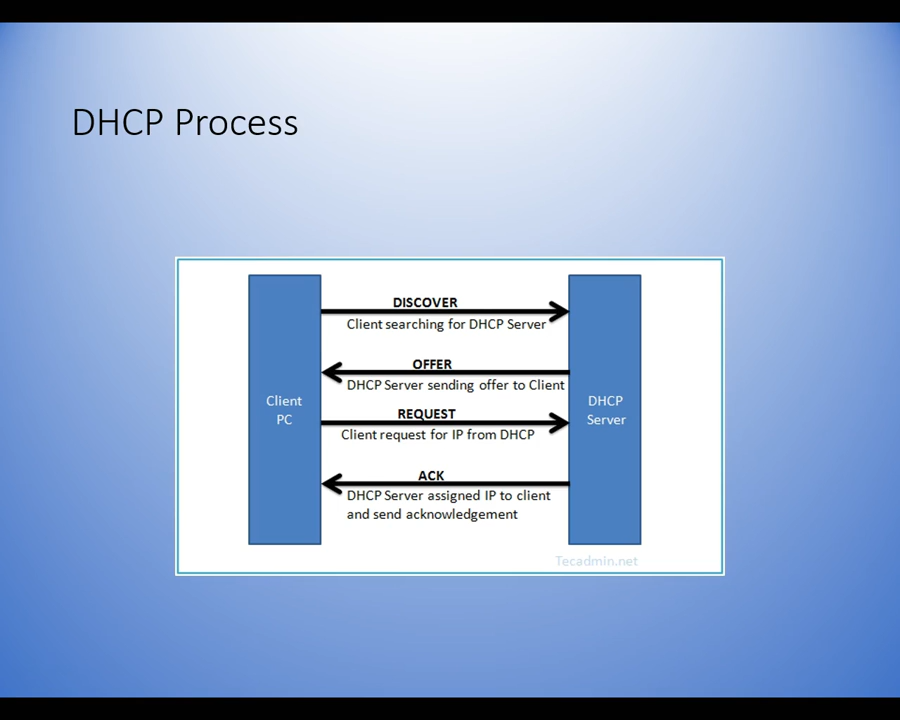 DHCP Process
DISCOVER
Client searching for DHCP Server
OFFER
DHCP Server sending offer to Client
Client
PC
DHCP
Server
REQUEST
Client request for IP from DHCP
ACK
DHCP Server assigned IP to client
and send acknowledgement
Tecadmin.net